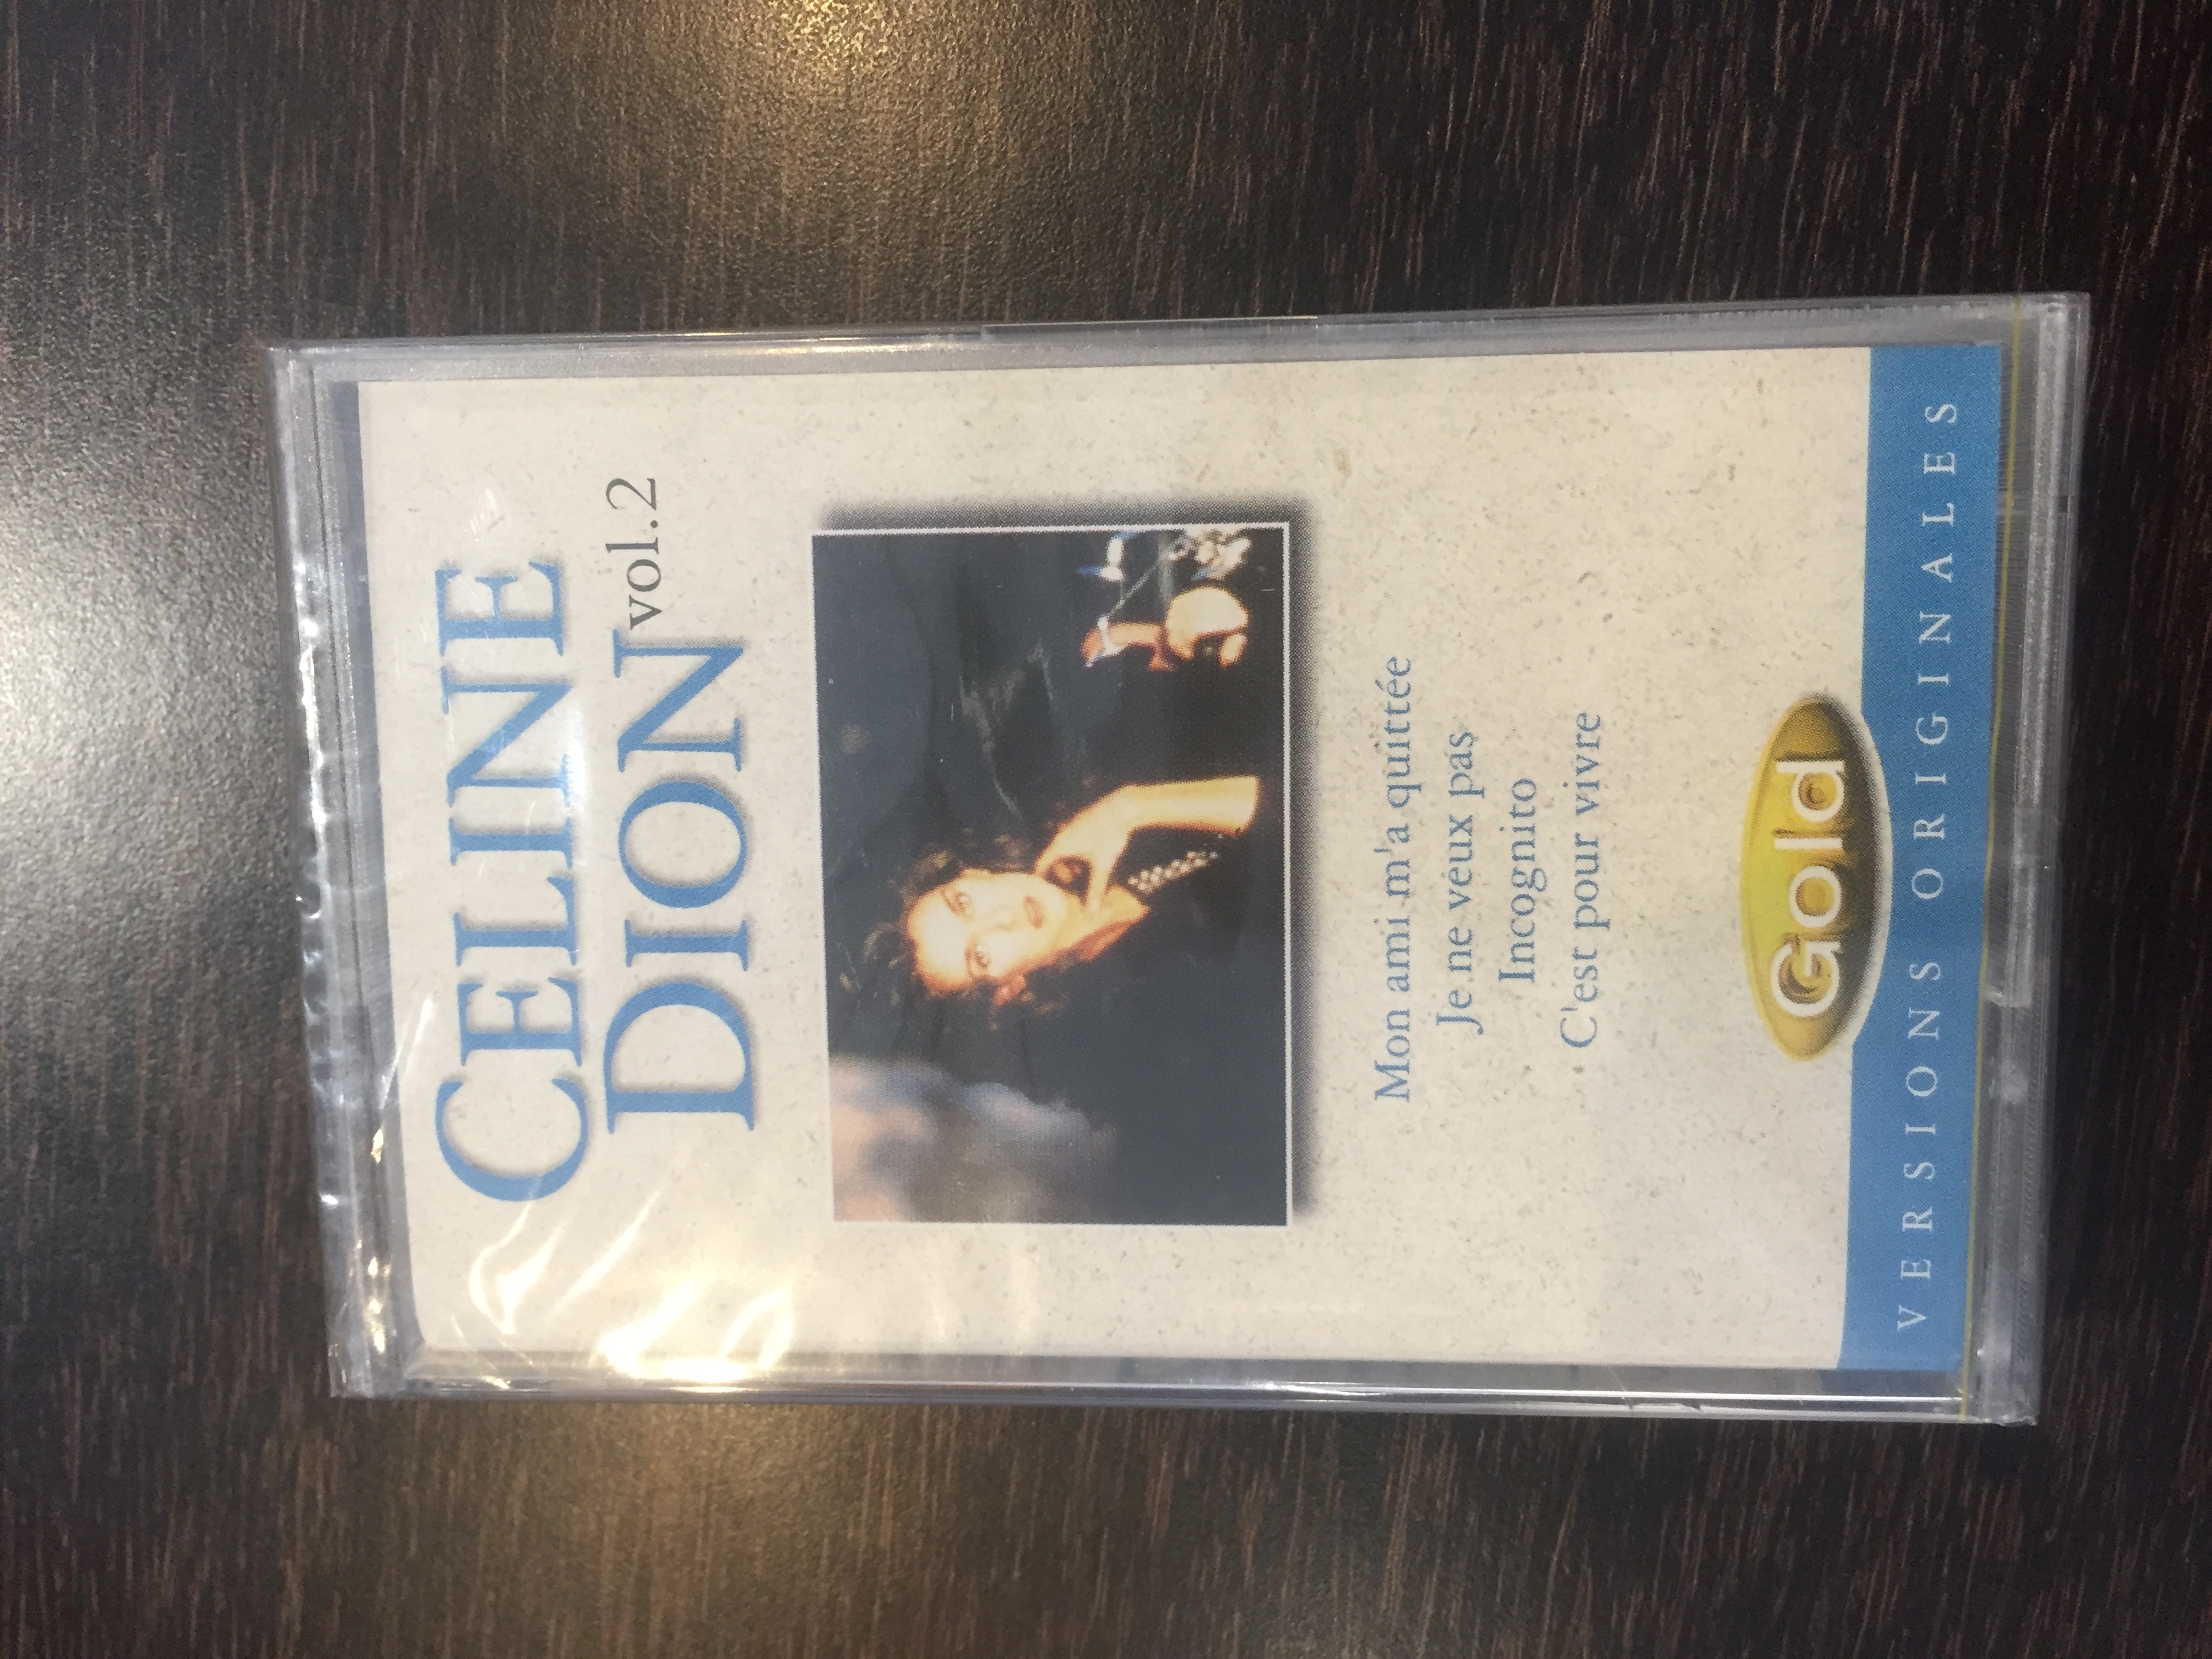 CELINE
DION vol.2
Mon ami m'a quittée
Je ne veux pas
Incognito
C'est pour vivre
Gold
VERSIONS ORIGINALES